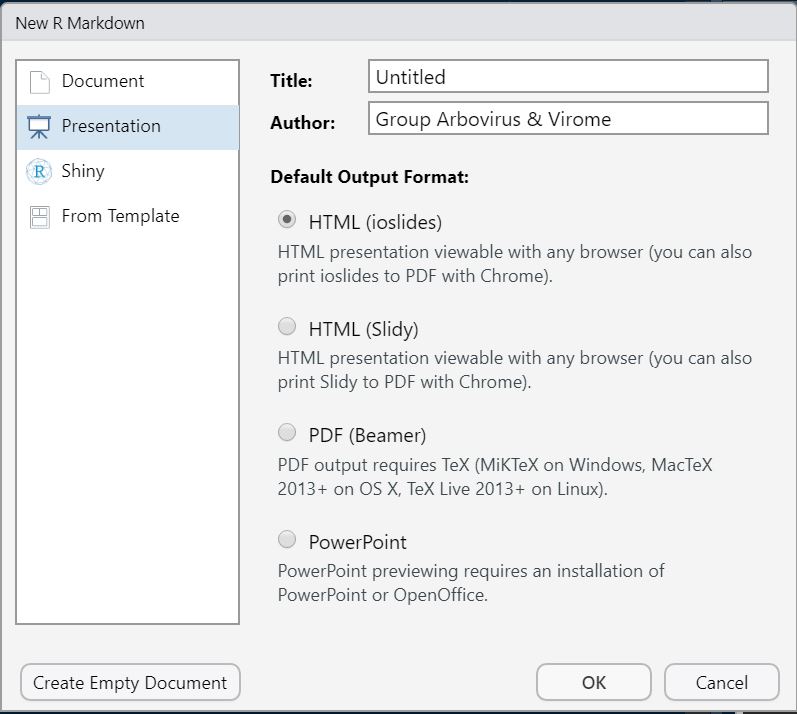 New R Markdown
Document
Presentation
R Shiny
From Template
Title: Untitled
Author: Group Arbovirus & Virome
Default Output Format:
HTML (ioslides)
HTML presentation viewable with any browser (you can also
print ioslides to PDF with Chrome).
HTML (Slidy)
HTML presentation viewable with any browser (you can also
print Slidy to PDF with Chrome).
PDF (Beamer)
PDF output requires TeX (MiKTeX on Windows, MacTeX
2013+ on OS X, TeX Live 2013+ on Linux).
PowerPoint
PowerPoint previewing requires an installation of
PowerPoint or OpenOffice.
Create Empty Document OK Cancel